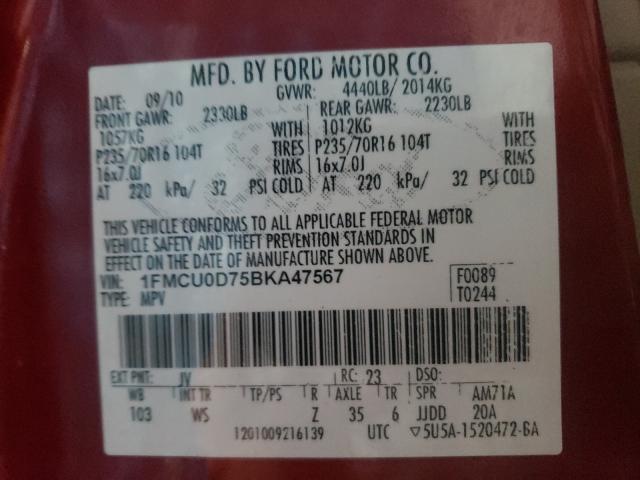 MFD. BY FORD MOTOR CO.
DATE: 09/10 GVWR: 4440LB/ 2014KG
FRONT GAWR: 2330LB REAR GAWR: 2230LB
1057KG WITH 1012KG WITH
P235/70R16 104T TIRES P235/70R16 104T TIRES
16x7.0J RIMS 16x7.0J RIMS
AT 220 kPa/ 32 PSI COLD AT 220 kPa/ 32 PSI COLD
THIS VEHICLE CONFORMS TO ALL APPLICABLE FEDERAL MOTOR
VEHICLE SAFETY AND THEFT PREVENTION STANDARDS IN
EFFECT ON THE DATE OF MANUFACTURE SHOWN ABOVE.
VIN: 1FMCU0D75BKA47567 F0089
TYPE: MPV T0244
EXT PNT: JV RC: 23 DSO:
WB INT TR TP/PS R AXLE TR SPR AM71A
103 WS Z 35 6 JJDD 20A
1201009216139 UTC ▽5U5A-1520472-BA